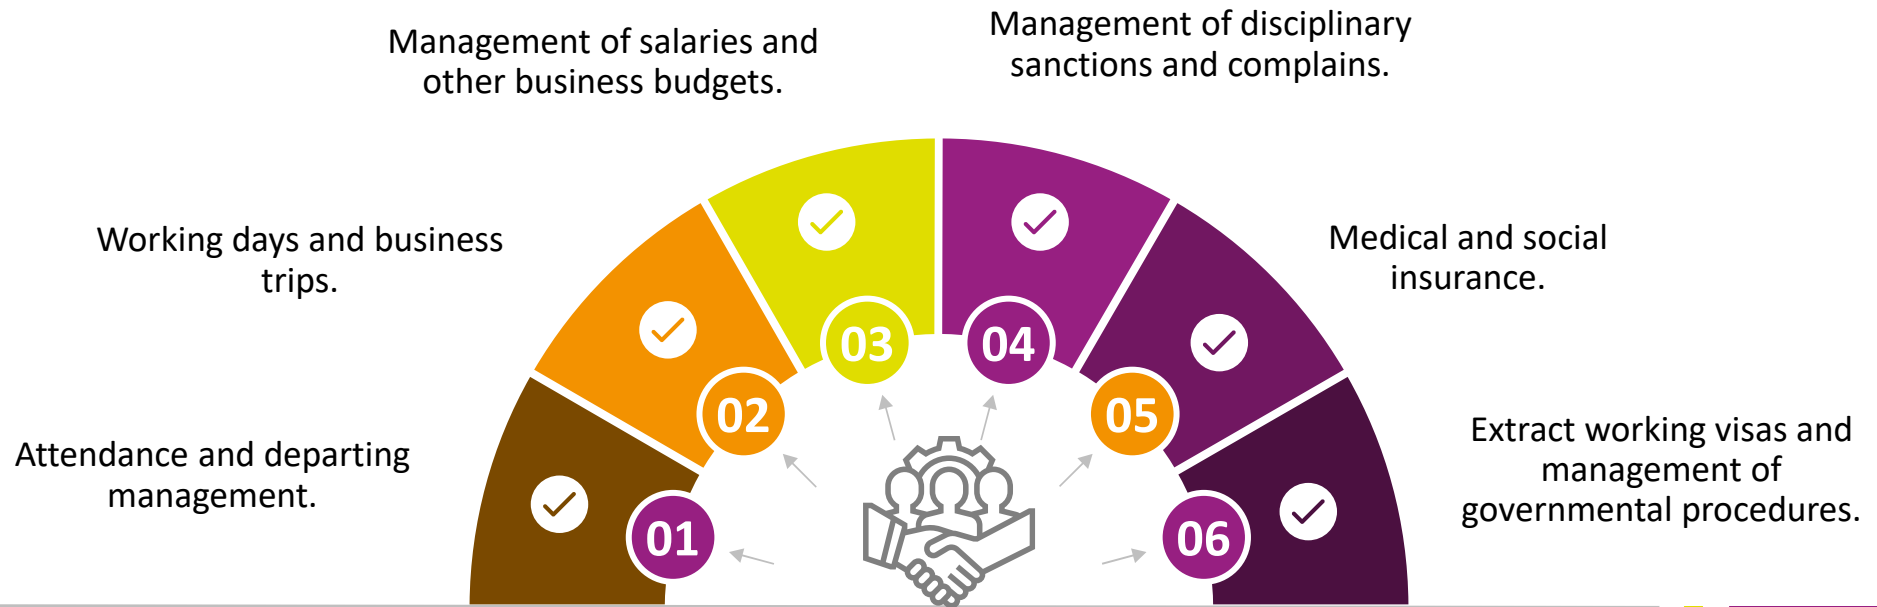 Management of salaries and
other business budgets.
Management of disciplinary
sanctions and complains.
Working days and business
trips.
Medical and social
insurance.
Attendance and departing
management.
Extract working visas and
management of
governmental procedures.
01
02
03
04
05
06